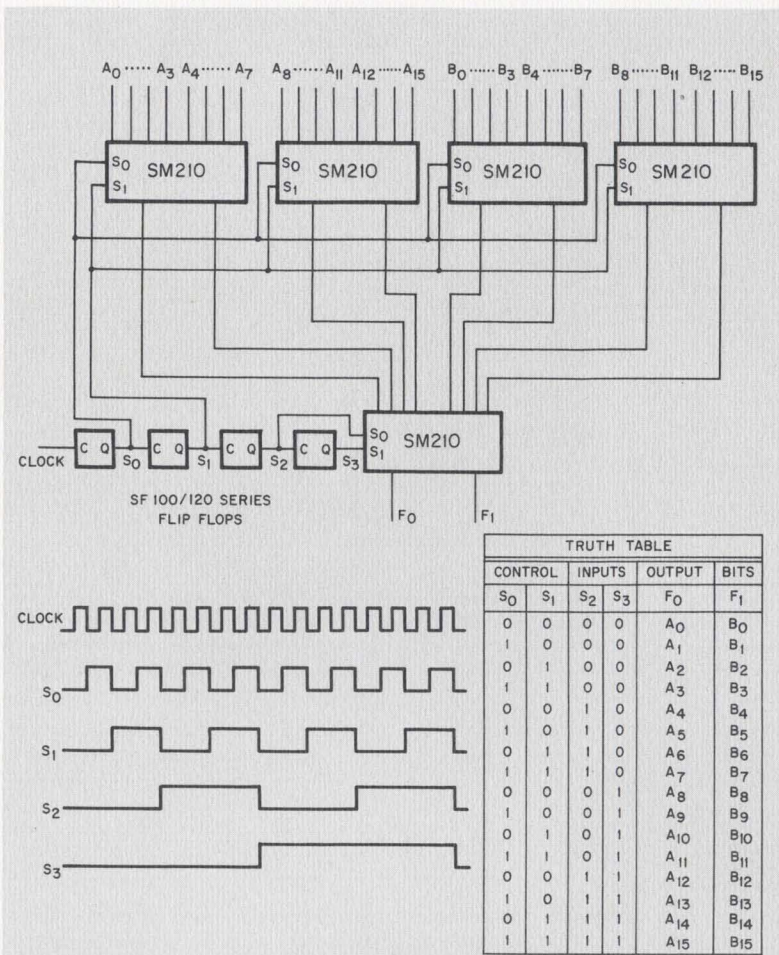 A0 ..... A3 A4 ..... A7 A8 ..... A11 A12 ..... A15 B0 ..... B3 B4 ..... B7 B8 ..... B11 B12 ..... B15
S0 SM210 S0 SM210 S0 SM210 S0 SM210
S1 S1 S1 S1
S0 SM210
S1
CLOCK C Q S0 C Q S1 C Q S2 C Q S3
SF 100/120 SERIES
FLIP FLOPS
F0 F1
CLOCK
S0
S1
S2
S3
TRUTH TABLE
CONTROL INPUTS OUTPUT BITS
S0 S1 S2 S3 F0 F1
0 0 0 0 A0 B0
1 0 0 0 A1 B1
0 1 0 0 A2 B2
1 1 0 0 A3 B3
0 0 1 0 A4 B4
1 0 1 0 A5 B5
0 1 1 0 A6 B6
1 1 1 0 A7 B7
0 0 0 1 A8 B8
1 0 0 1 A9 B9
0 1 0 1 A10 B10
1 1 0 1 A11 B11
0 0 1 1 A12 B12
1 0 1 1 A13 B13
0 1 1 1 A14 B14
1 1 1 1 A15 B15